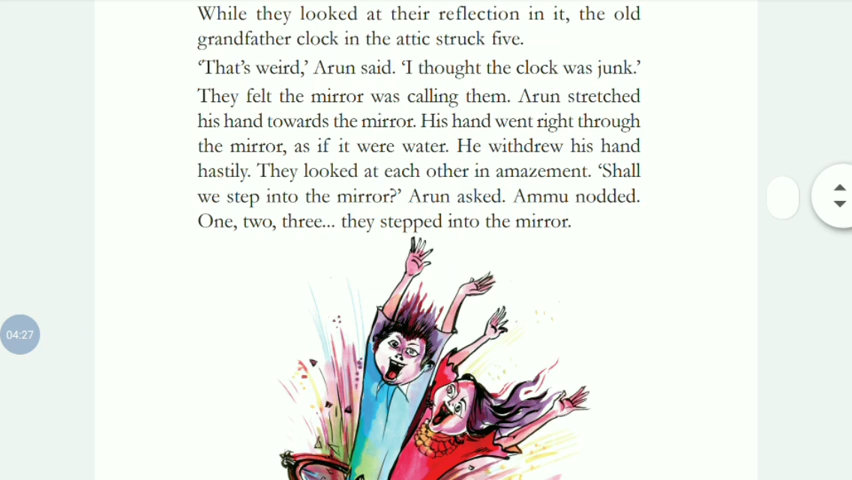 While they looked at their reflection in it, the old
grandfather clock in the attic struck five.
‘That’s weird,’ Arun said. ‘I thought the clock was junk.’
They felt the mirror was calling them. Arun stretched
his hand towards the mirror. His hand went right through
the mirror, as if it were water. He withdrew his hand
hastily. They looked at each other in amazement. ‘Shall
we step into the mirror?’ Arun asked. Ammu nodded.
One, two, three... they stepped into the mirror.
04:27